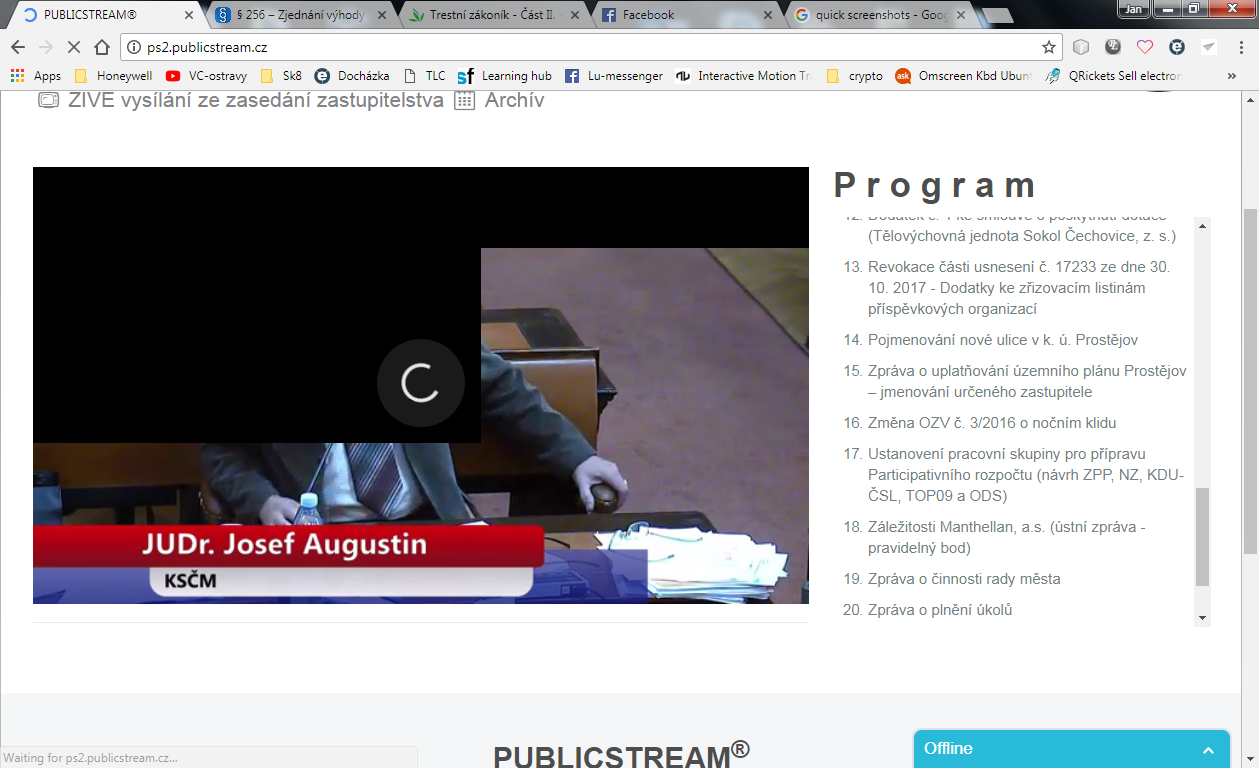 PUBLICSTREAM®
§ 256 – Zjednání výhody
Trestní zákoník - Část II. -
Facebook
quick screenshots - Goog
Jan
ps2.publicstream.cz
Apps
Honeywell
VC-ostravy
Sk8
Docházka
TLC
Learning hub
Lu-messenger
Interactive Motion Tr
crypto
ask
Omscreen Kbd Ubunt
QRickets Sell electron
»
ŽIVĚ vysílání ze zasedání zastupitelstva
Archív
JUDr. Josef Augustin
KSČM
Program
12. Dodatek č. 1 ke smlouvě o poskytnutí dotace
(Tělovýchovná jednota Sokol Čechovice, z. s.)
13. Revokace části usnesení č. 17233 ze dne 30.
10. 2017 - Dodatky ke zřizovacím listinám
příspěvkových organizací
14. Pojmenování nové ulice v k. ú. Prostějov
15. Zpráva o uplatňování územního plánu Prostějov
– jmenování určeného zastupitele
16. Změna OZV č. 3/2016 o nočním klidu
17. Ustanovení pracovní skupiny pro přípravu
Participativního rozpočtu (návrh ZPP, NZ, KDU-
ČSL, TOP09 a ODS)
18. Záležitosti Manthellan, a.s. (ústní zpráva -
pravidelný bod)
19. Zpráva o činnosti rady města
20. Zpráva o plnění úkolů
PUBLICSTREAM®
Offline
Waiting for ps2.publicstream.cz...